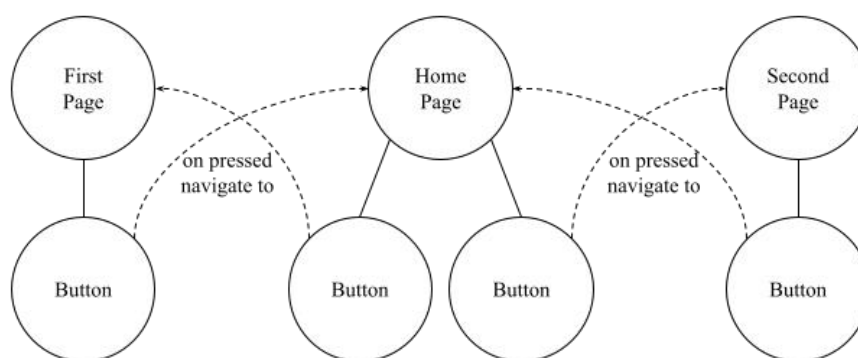 First
Page
Home
Page
Second
Page
on pressed
navigate to
on pressed
navigate to
Button
Button
Button
Button